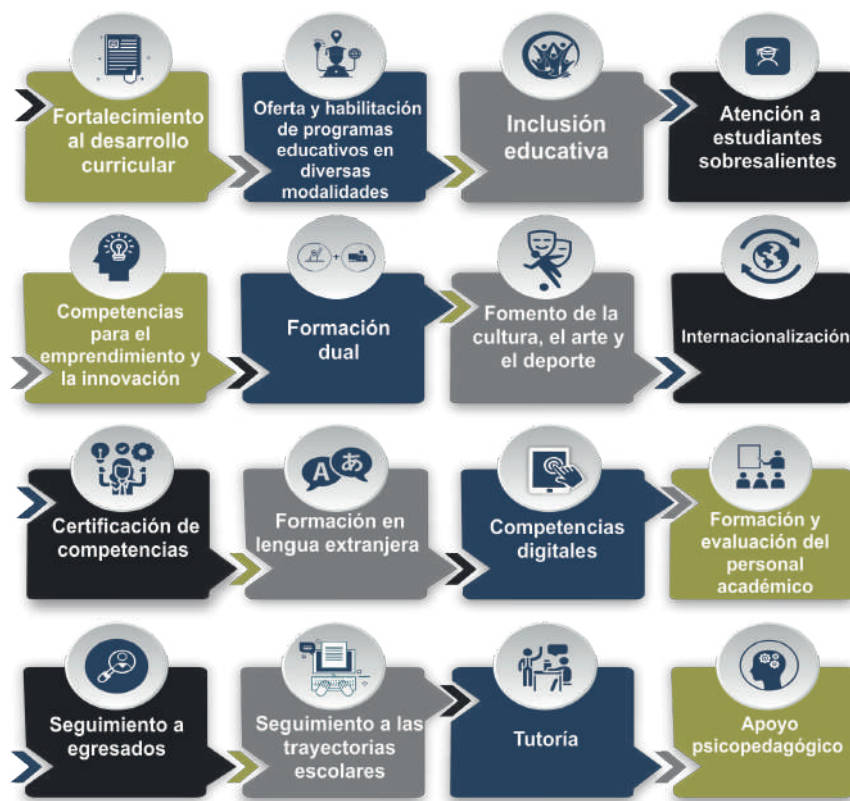 Fortalecimiento
al desarrollo
curricular
Oferta y habilitación
de programas
educativos en
diversas
modalidades
Inclusión
educativa
Atención a
estudiantes
sobresalientes
Competencias
para el
emprendimiento y
la innovación
Formación
dual
Fomento de la
cultura, el arte y
el deporte
Internacionalización
Certificación de
competencias
A あ
Formación en
lengua extranjera
Competencias
digitales
Formación y
evaluación del
personal
académico
Seguimiento a
egresados
Seguimiento a las
trayectorias
escolares
Tutoría
Apoyo
psicopedagógico